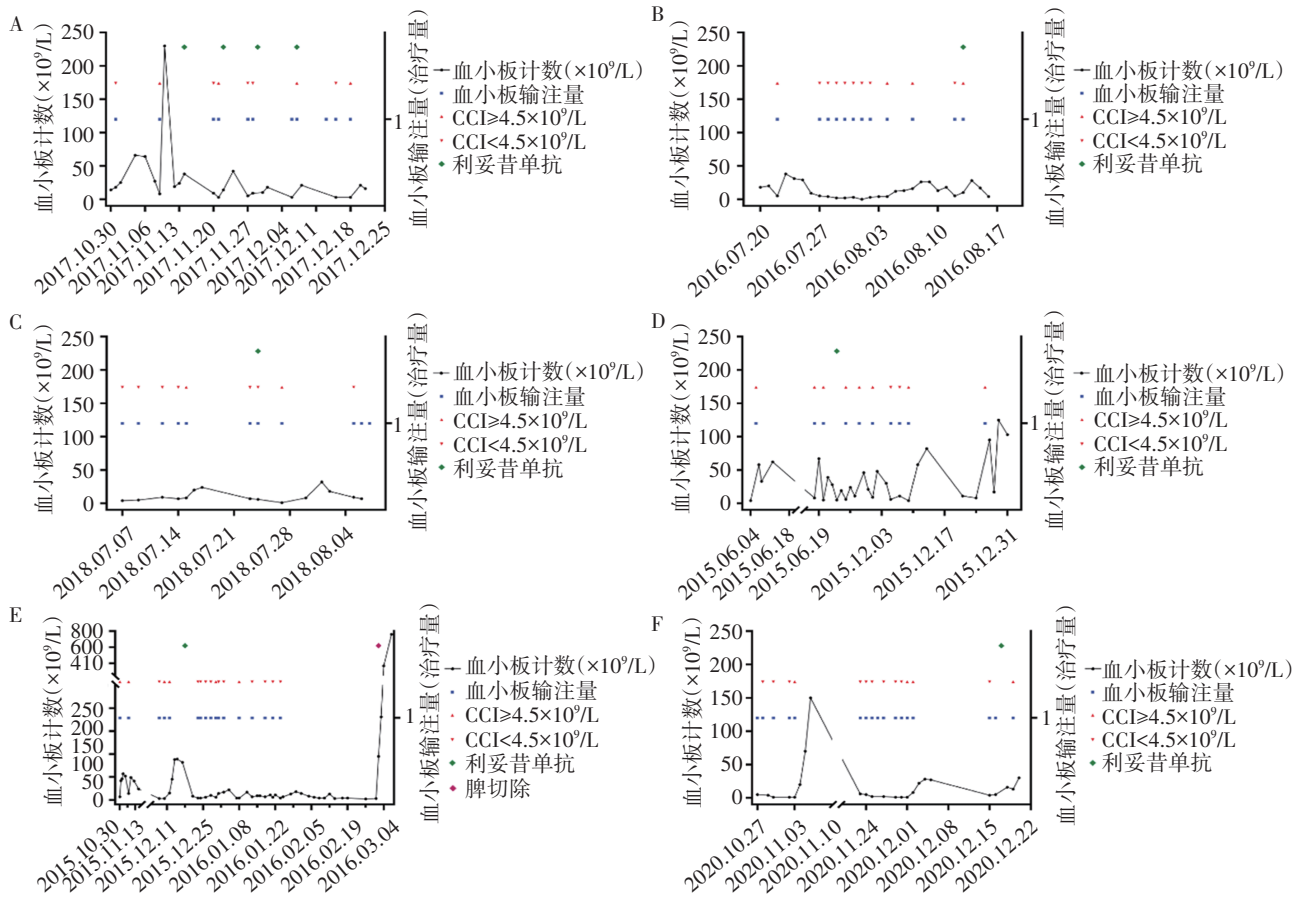 A
血小板计数(×10⁹/L)
250
200
150
100
50
0
2017.10.30
2017.11.06
2017.11.13
2017.11.20
2017.11.27
2017.12.04
2017.12.11
2017.12.18
2017.12.25
1
血小板输注量(治疗量)
血小板计数(×10⁹/L)
血小板输注量
CCI≥4.5×10⁹/L
CCI<4.5×10⁹/L
利妥昔单抗
B
血小板计数(×10⁹/L)
250
200
150
100
50
0
2016.07.20
2016.07.27
2016.08.03
2016.08.10
2016.08.17
1
血小板输注量(治疗量)
血小板计数(×10⁹/L)
血小板输注量
CCI≥4.5×10⁹/L
CCI<4.5×10⁹/L
利妥昔单抗
C
血小板计数(×10⁹/L)
250
200
150
100
50
0
2018.07.07
2018.07.14
2018.07.21
2018.07.28
2018.08.04
1
血小板输注量(治疗量)
血小板计数(×10⁹/L)
血小板输注量
CCI≥4.5×10⁹/L
CCI<4.5×10⁹/L
利妥昔单抗
D
血小板计数(×10⁹/L)
250
200
150
100
50
0
2015.06.04
2015.06.18
2015.06.19
2015.12.03
2015.12.17
2015.12.31
1
血小板输注量(治疗量)
血小板计数(×10⁹/L)
血小板输注量
CCI≥4.5×10⁹/L
CCI<4.5×10⁹/L
利妥昔单抗
E
血小板计数(×10⁹/L)
800
600
410
250
200
150
100
50
0
2015.10.30
2015.11.13
2015.12.11
2015.12.25
2016.01.08
2016.01.22
2016.02.05
2016.02.19
2016.03.04
1
血小板输注量(治疗量)
血小板计数(×10⁹/L)
血小板输注量
CCI≥4.5×10⁹/L
CCI<4.5×10⁹/L
利妥昔单抗
脾切除
F
血小板计数(×10⁹/L)
250
200
150
100
50
0
2020.10.27
2020.11.03
2020.11.10
2020.11.24
2020.12.01
2020.12.08
2020.12.15
2020.12.22
1
血小板输注量(治疗量)
血小板计数(×10⁹/L)
血小板输注量
CCI≥4.5×10⁹/L
CCI<4.5×10⁹/L
利妥昔单抗